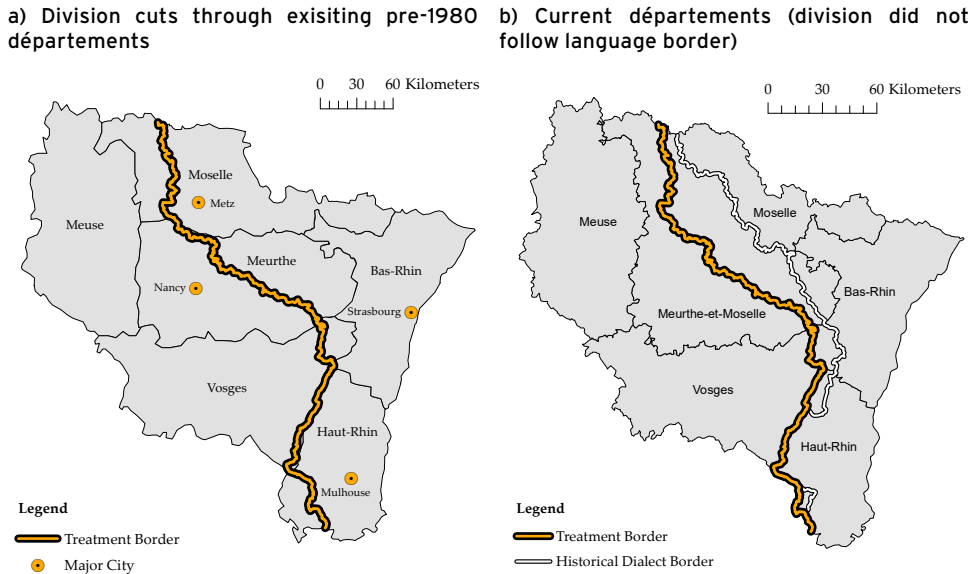 a) Division cuts through exisiting pre-1980
départements
0 30 60 Kilometers
Moselle
Metz
Meuse
Meurthe
Bas-Rhin
Nancy
Strasbourg
Vosges
Haut-Rhin
Mulhouse
Legend
Treatment Border
Major City
b) Current départements (division did not
follow language border)
0 30 60 Kilometers
Moselle
Meuse
Bas-Rhin
Meurthe-et-Moselle
Vosges
Haut-Rhin
Legend
Treatment Border
Historical Dialect Border